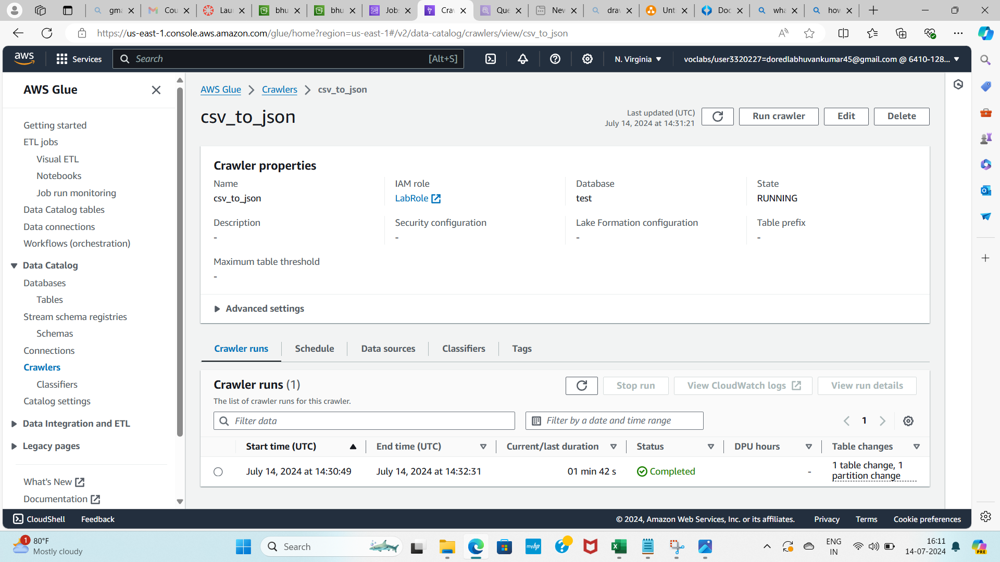 gma
Cou
Lau
bhu
bhu
Job
Cra
Que
New
dra
Unt
Doc
wha
how
https://us-east-1.console.aws.amazon.com/glue/home?region=us-east-1#/v2/data-catalog/crawlers/view/csv_to_json
aws
Services
Search
[Alt+S]
N. Virginia
voclabs/user3320227=doredlabhuvankumar45@gmail.com @ 6410-128...
AWS Glue
Getting started
ETL jobs
Visual ETL
Notebooks
Job run monitoring
Data Catalog tables
Data connections
Workflows (orchestration)
Data Catalog
Databases
Tables
Stream schema registries
Schemas
Connections
Crawlers
Classifiers
Catalog settings
Data Integration and ETL
Legacy pages
What's New
Documentation
AWS Glue > Crawlers > csv_to_json
csv_to_json
Last updated (UTC)
July 14, 2024 at 14:31:21
Run crawler
Edit
Delete
Crawler properties
Name
csv_to_json
IAM role
LabRole
Database
test
State
RUNNING
Description
-
Security configuration
-
Lake Formation configuration
-
Table prefix
-
Maximum table threshold
-
Advanced settings
Crawler runs
Schedule
Data sources
Classifiers
Tags
Crawler runs (1)
The list of crawler runs for this crawler.
Stop run
View CloudWatch logs
View run details
Filter data
Filter by a date and time range
1
Start time (UTC)
End time (UTC)
Current/last duration
Status
DPU hours
Table changes
July 14, 2024 at 14:30:49
July 14, 2024 at 14:32:31
01 min 42 s
Completed
-
1 table change, 1
partition change
CloudShell
Feedback
© 2024, Amazon Web Services, Inc. or its affiliates.
Privacy
Terms
Cookie preferences
1
80°F
Mostly cloudy
Search
myhp
ENG
IN
16:11
14-07-2024
PRE